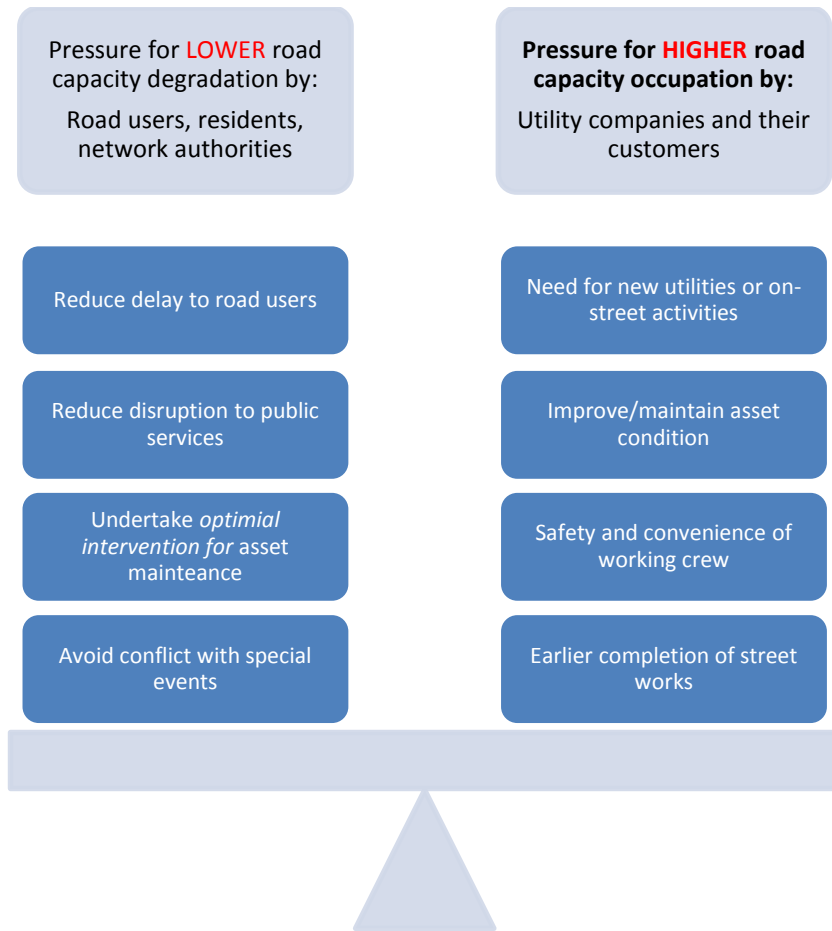 Pressure for LOWER road
capacity degradation by:
Road users, residents,
network authorities
Pressure for HIGHER road
capacity occupation by:
Utility companies and their
customers
Reduce delay to road users
Reduce disruption to public
services
Undertake optimial
intervention for asset
mainteance
Avoid conflict with special
events
Need for new utilities or on-
street activities
Improve/maintain asset
condition
Safety and convenience of
working crew
Earlier completion of street
works